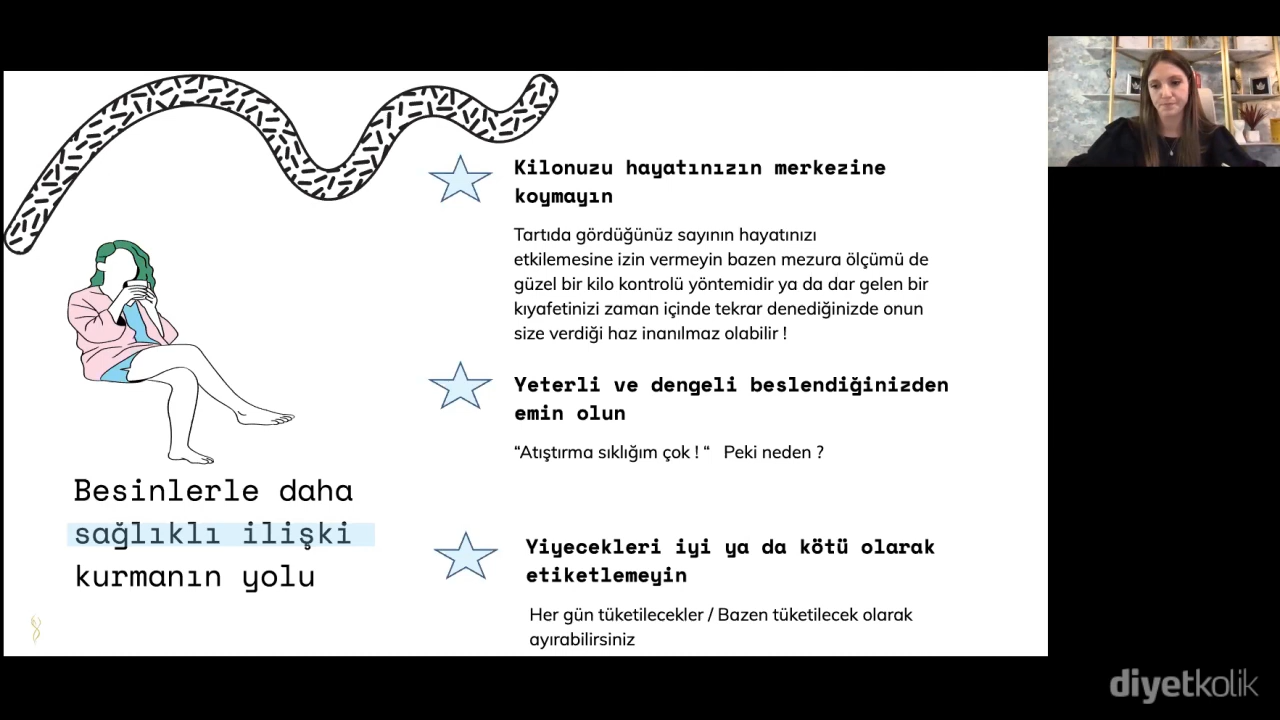 Kilonuzu hayatınızın merkezine
koymayın
Tartıda gördüğünüz sayının hayatınızı
etkilemesine izin vermeyin bazen mezura ölçümü de
güzel bir kilo kontrolü yöntemidir ya da dar gelen bir
kıyafetinizi zaman içinde tekrar denediğinizde onun
size verdiği haz inanılmaz olabilir !
Yeterli ve dengeli beslendiğinizden
emin olun
“Atıştırma sıklığım çok ! “ Peki neden ?
Besinlerle daha
sağlıklı ilişki
kurmanın yolu
Yiyecekleri iyi ya da kötü olarak
etiketlemeyin
Her gün tüketilecekler / Bazen tüketilecek olarak
ayırabilirsiniz
diyetkolik